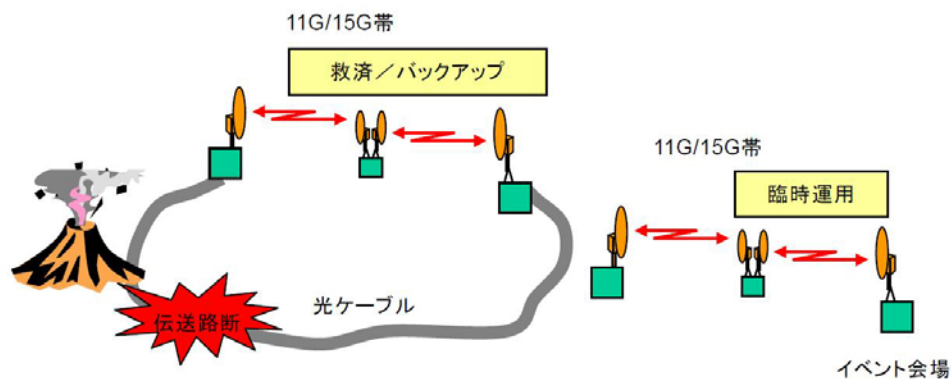 11G/15G帯
救済／バックアップ
11G/15G帯
臨時運用
伝送路断
光ケーブル
イベント会場